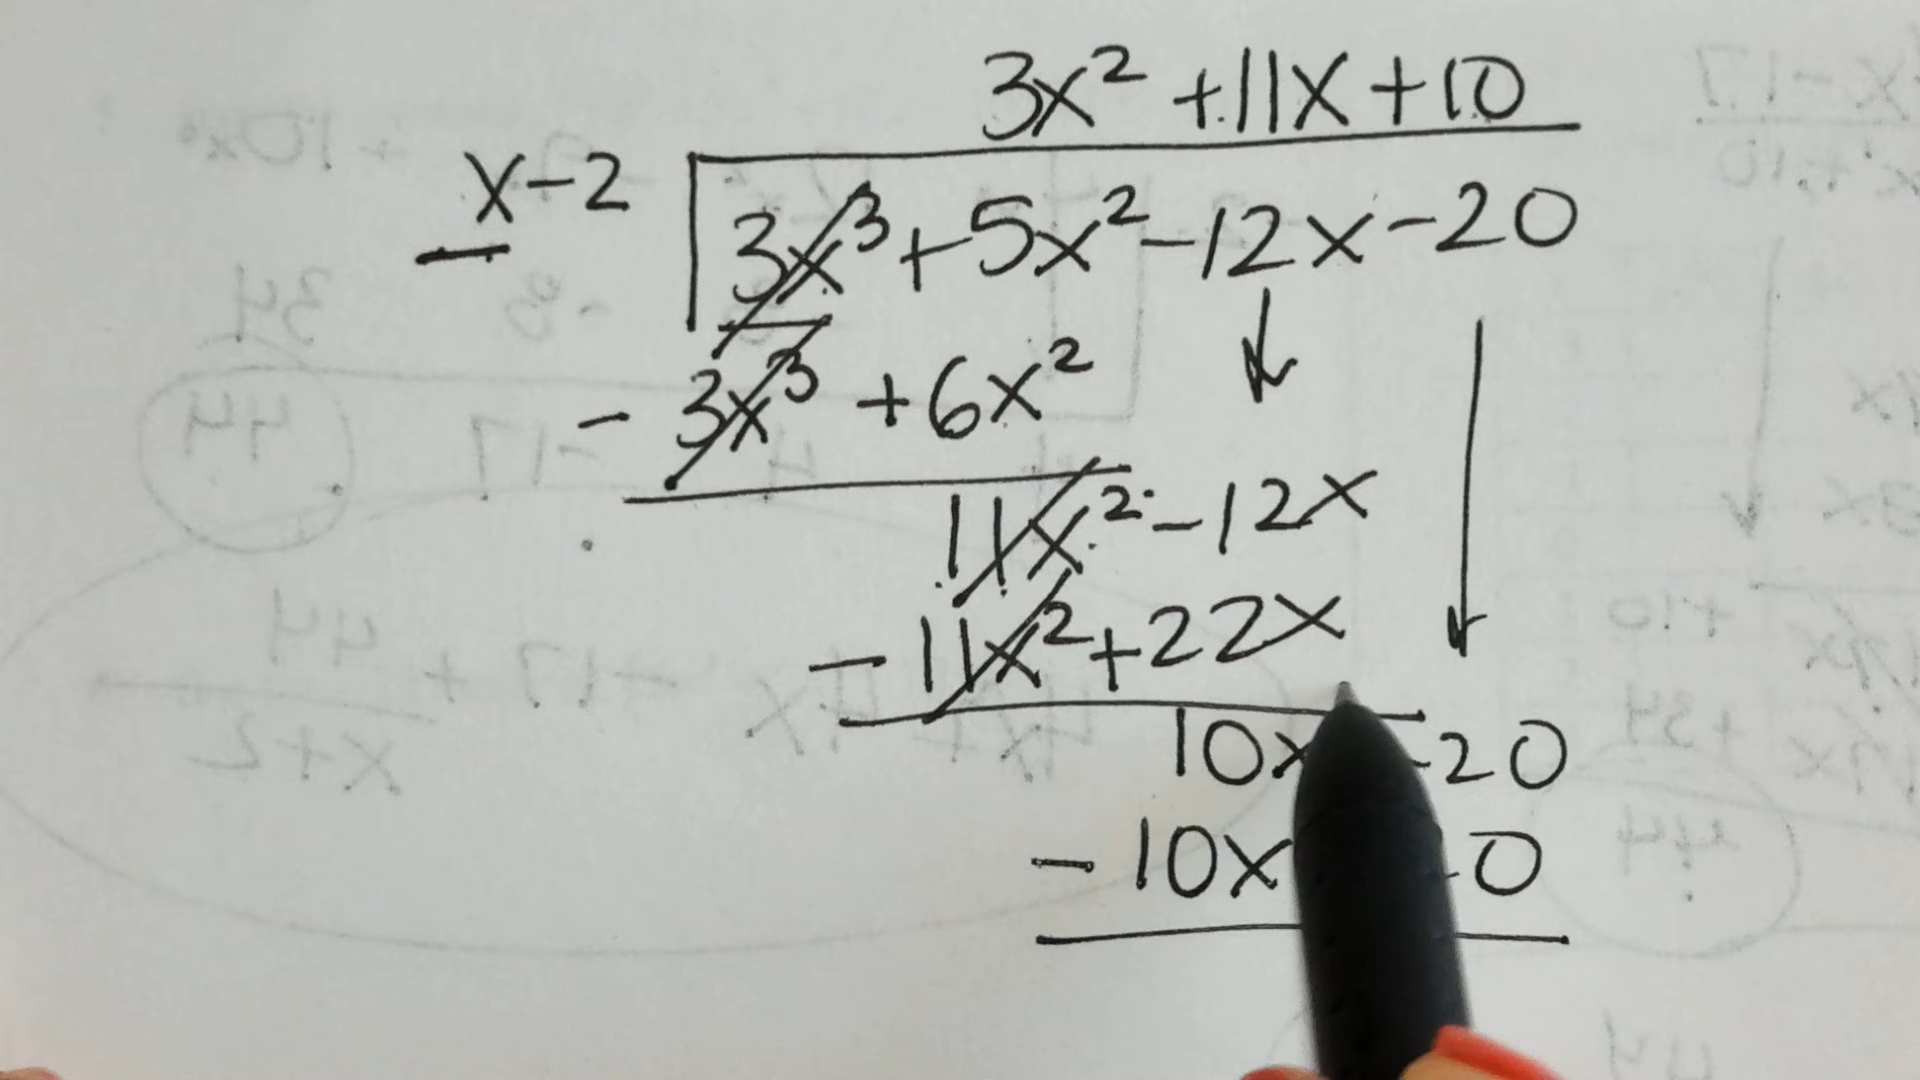 3x² +11x +10
x-2
3x³ +5x² -12x -20
- 3x³ +6x²
11x² -12x
- 11x² +22x
10x -20
- 10x 0